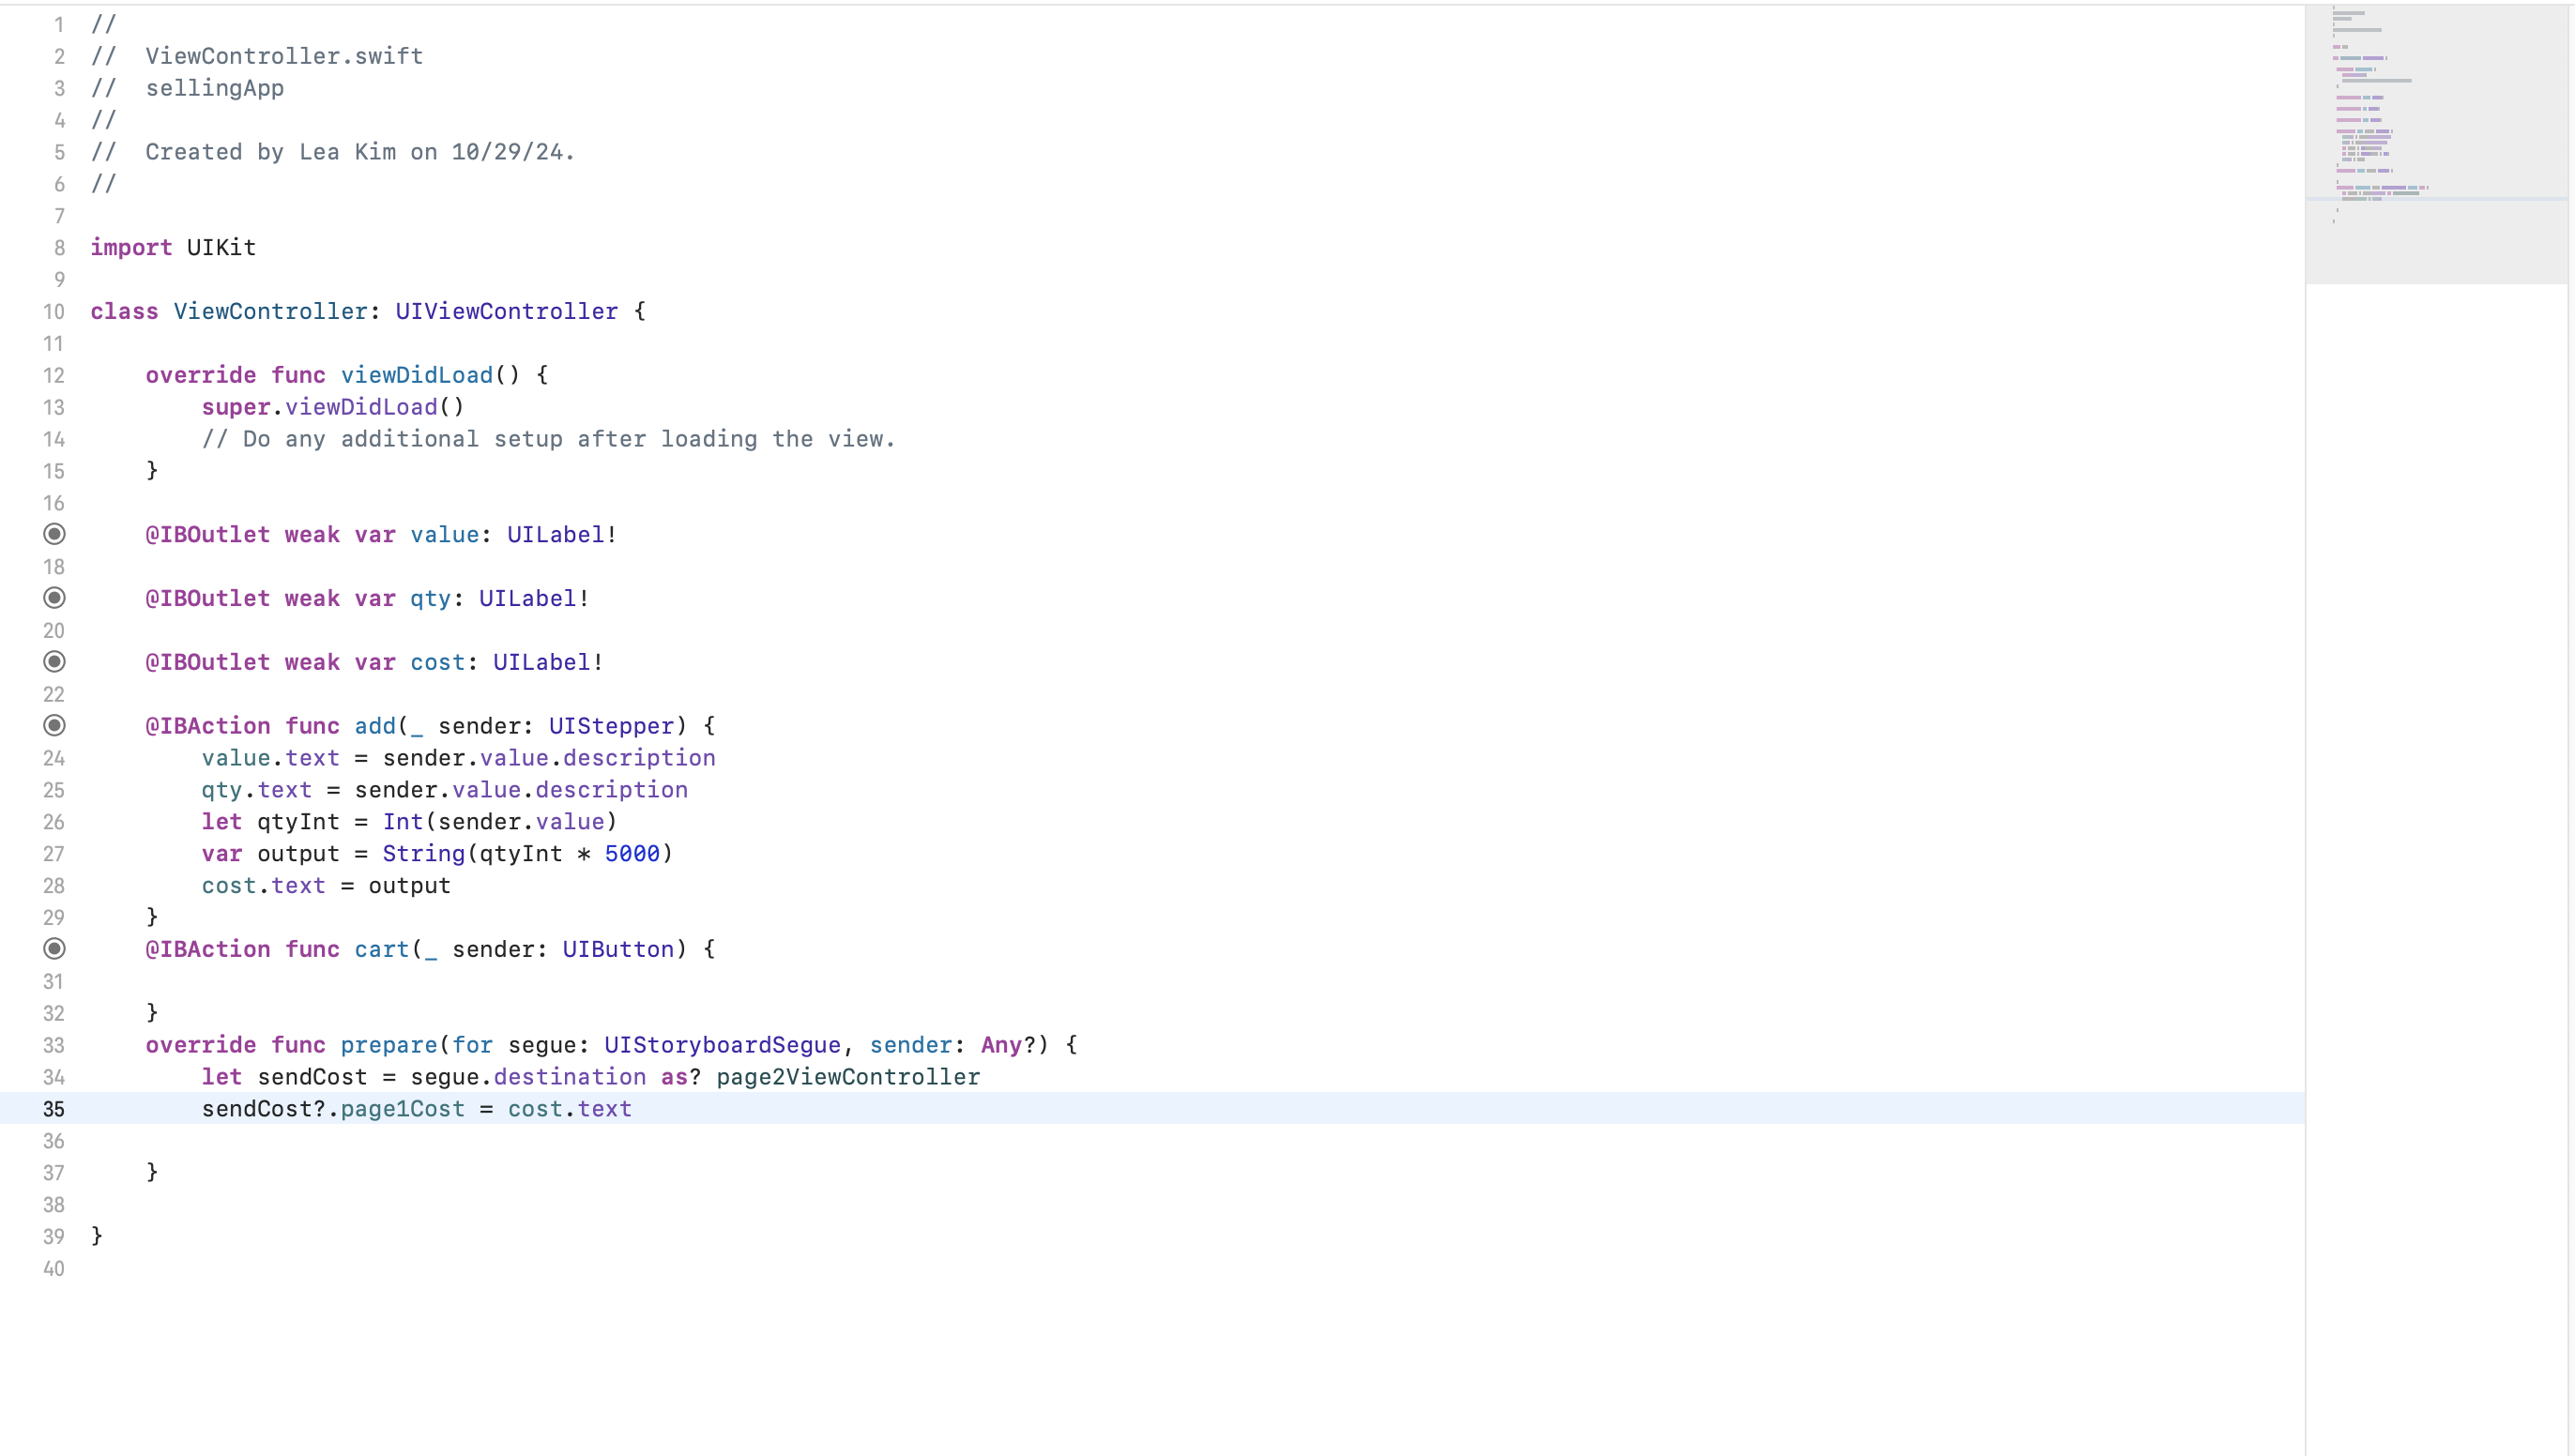 1 //
2 //  ViewController.swift
3 //  sellingApp
4 //
5 //  Created by Lea Kim on 10/29/24.
6 //
7
8 import UIKit
9
10 class ViewController: UIViewController {
11
12     override func viewDidLoad() {
13         super.viewDidLoad()
14         // Do any additional setup after loading the view.
15     }
16
    @IBOutlet weak var value: UILabel!
18
    @IBOutlet weak var qty: UILabel!
20
    @IBOutlet weak var cost: UILabel!
22
    @IBAction func add(_ sender: UIStepper) {
24         value.text = sender.value.description
25         qty.text = sender.value.description
26         let qtyInt = Int(sender.value)
27         var output = String(qtyInt * 5000)
28         cost.text = output
29     }
    @IBAction func cart(_ sender: UIButton) {
31
32     }
33     override func prepare(for segue: UIStoryboardSegue, sender: Any?) {
34         let sendCost = segue.destination as? page2ViewController
35         sendCost?.page1Cost = cost.text
36
37     }
38
39 }
40